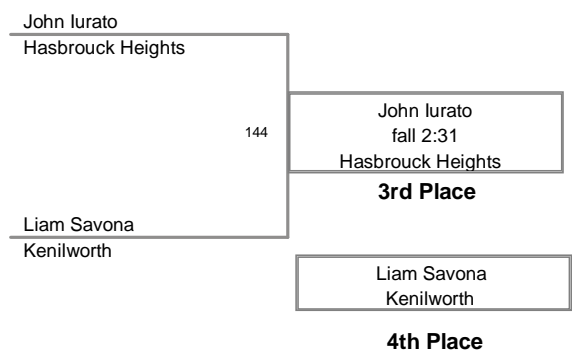 John Iurato
Hasbrouck Heights
144
John Iurato
fall 2:31
Hasbrouck Heights
3rd Place
Liam Savona
Kenilworth
Liam Savona
Kenilworth
4th Place